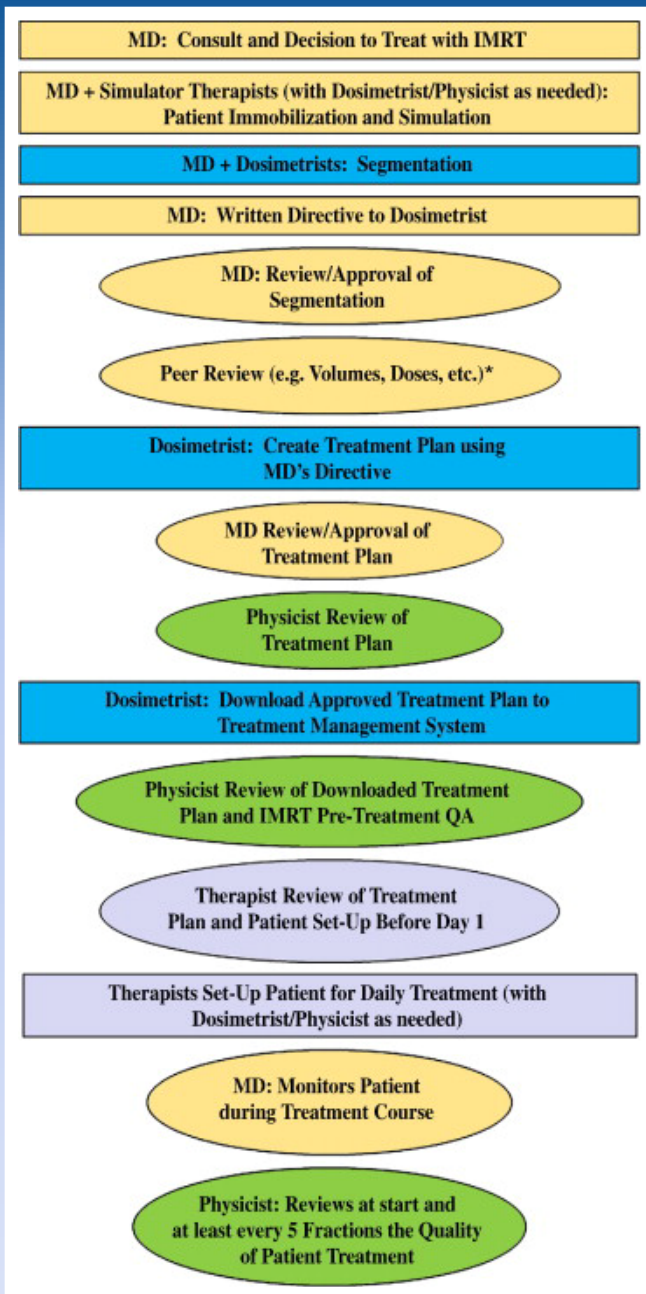 MD: Consult and Decision to Treat with IMRT
MD + Simulator Therapists (with Dosimetrist/Physicist as needed):
Patient Immobilization and Simulation
MD + Dosimetrists: Segmentation
MD: Written Directive to Dosimetrist
MD: Review/Approval of
Segmentation
Peer Review (e.g. Volumes, Doses, etc.)*
Dosimetrist: Create Treatment Plan using
MD's Directive
MD Review/Approval of
Treatment Plan
Physicist Review of
Treatment Plan
Dosimetrist: Download Approved Treatment Plan to
Treatment Management System
Physicist Review of Downloaded Treatment
Plan and IMRT Pre-Treatment QA
Therapist Review of Treatment
Plan and Patient Set-Up Before Day 1
Therapists Set-Up Patient for Daily Treatment (with
Dosimetrist/Physicist as needed)
MD: Monitors Patient
during Treatment Course
Physicist: Reviews at start and
at least every 5 Fractions the Quality
of Patient Treatment